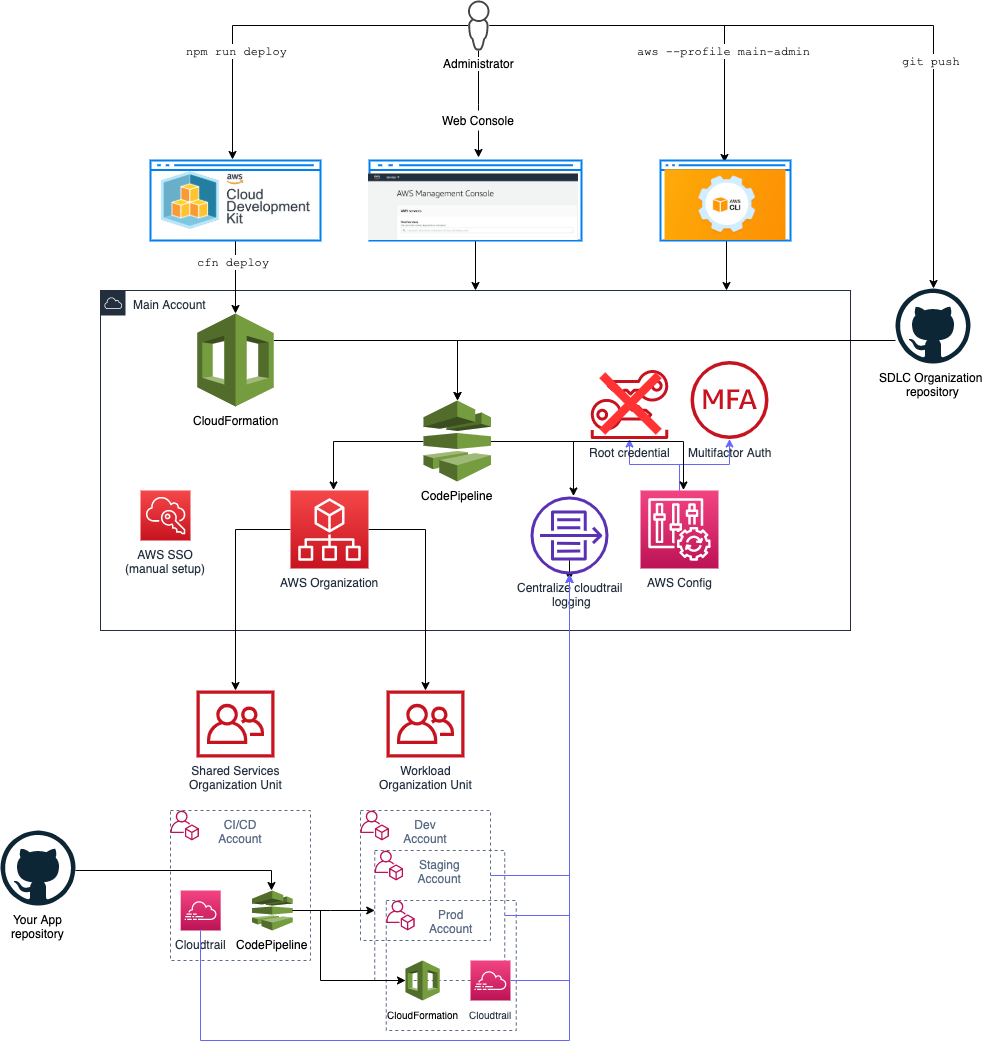 npm run deploy
aws --profile main-admin
git push
Administrator
Web Console
aws
Cloud
Development
Kit
aws
AWS Management Console
AWS services
AWS
CLI
cfn deploy
Main Account
CloudFormation
MFA
SDLC Organization
repository
Root credential
Multifactor Auth
CodePipeline
AWS SSO
(manual setup)
AWS Organization
Centralize cloudtrail
logging
AWS Config
Shared Services
Organization Unit
Workload
Organization Unit
CI/CD
Account
Dev
Account
Staging
Account
Prod
Account
Your App
repository
Cloudtrail
CodePipeline
CloudFormation
Cloudtrail